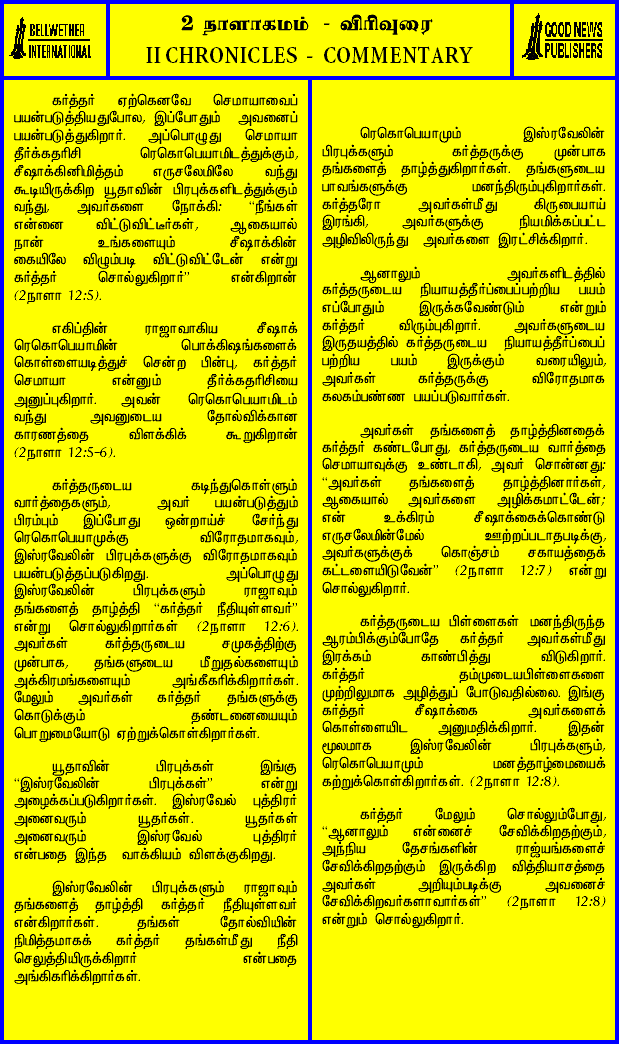 BELLWETHER
INTERNATIONAL
2 நாளாகமம் - விரிவுரை
II CHRONICLES - COMMENTARY
GOOD NEWS
PUBLISHERS
கர்த்தர் ஏற்கெனவே செமாயாவைப்
பயன்படுத்தியதுபோல, இப்போதும் அவனைப்
பயன்படுத்துகிறார். அப்பொழுது செமாயா
தீர்க்கதரிசி ரெகொபெயாமிடத்துக்கும்,
சீஷாக்கினிமித்தம் எருசலேமிலே வந்து
கூடியிருக்கிற யூதாவின் பிரபுக்களிடத்துக்கும்
வந்து, அவர்களை நோக்கி: “நீங்கள்
என்னை விட்டுவிட்டீர்கள், ஆகையால்
நான் உங்களையும் சீஷாக்கின்
கையிலே விழும்படி விட்டுவிட்டேன் என்று
கர்த்தர் சொல்லுகிறார்” என்கிறான்
(2நாளா 12:5).
எகிப்தின் ராஜாவாகிய சீஷாக்
ரெகொபெயாமின் பொக்கிஷங்களைக்
கொள்ளையடித்துச் சென்ற பின்பு, கர்த்தர்
செமாயா என்னும் தீர்க்கதரிசியை
அனுப்புகிறார். அவன் ரெகொபெயாமிடம்
வந்து அவனுடைய தோல்விக்கான
காரணத்தை விளக்கிக் கூறுகிறான்
(2நாளா 12:5-6).
கர்த்தருடைய கடிந்துகொள்ளும்
வார்த்தைகளும், அவர் பயன்படுத்தும்
பிரம்பும் இப்போது ஒன்றாய்ச் சேர்ந்து
ரெகொபெயாமுக்கு விரோதமாகவும்,
இஸ்ரவேலின் பிரபுக்களுக்கு விரோதமாகவும்
பயன்படுத்தப்படுகிறது. அப்பொழுது
இஸ்ரவேலின் பிரபுக்களும் ராஜாவும்
தங்களைத் தாழ்த்தி “கர்த்தர் நீதியுள்ளவர்”
என்று சொல்லுகிறார்கள் (2நாளா 12:6).
அவர்கள் கர்த்தருடைய சமுகத்திற்கு
முன்பாக, தங்களுடைய மீறுதல்களையும்
அக்கிரமங்களையும் அங்கீகரிக்கிறார்கள்.
மேலும் அவர்கள் கர்த்தர் தங்களுக்கு
கொடுக்கும் தண்டனையையும்
பொறுமையோடு ஏற்றுக்கொள்கிறார்கள்.
யூதாவின் பிரபுக்கள் இங்கு
“இஸ்ரவேலின் பிரபுக்கள்” என்று
அழைக்கப்படுகிறார்கள். இஸ்ரவேல் புத்திரர்
அனைவரும் யூதர்கள். யூதர்கள்
அனைவரும் இஸ்ரவேல் புத்திரர்
என்பதை இந்த வாக்கியம் விளக்குகிறது.
இஸ்ரவேலின் பிரபுக்களும் ராஜாவும்
தங்களைத் தாழ்த்தி கர்த்தர் நீதியுள்ளவர்
என்கிறார்கள். தங்கள் தோல்வியின்
நிமித்தமாகக் கர்த்தர் தங்கள்மீது நீதி
செலுத்தியிருக்கிறார் என்பதை
அங்கிகரிக்கிறார்கள்.
ரெகொபெயாமும் இஸ்ரவேலின்
பிரபுக்களும் கர்த்தருக்கு முன்பாக
தங்களைத் தாழ்த்துகிறார்கள். தங்களுடைய
பாவங்களுக்கு மனந்திரும்புகிறார்கள்.
கர்த்தரோ அவர்கள்மீது கிருபையாய்
இரங்கி, அவர்களுக்கு நியமிக்கப்பட்ட
அழிவிலிருந்து அவர்களை இரட்சிக்கிறார்.
ஆனாலும் அவர்களிடத்தில்
கர்த்தருடைய நியாயத்தீர்ப்பைப்பற்றிய பயம்
எப்போதும் இருக்கவேண்டும் என்றும்
கர்த்தர் விரும்புகிறார். அவர்களுடைய
இருதயத்தில் கர்த்தருடைய நியாயத்தீர்ப்பைப்
பற்றிய பயம் இருக்கும் வரையிலும்,
அவர்கள் கர்த்தருக்கு விரோதமாக
கலகம்பண்ண பயப்படுவார்கள்.
அவர்கள் தங்களைத் தாழ்த்தினதைக்
கர்த்தர் கண்டபோது, கர்த்தருடைய வார்த்தை
செமாயாவுக்கு உண்டாகி, அவர் சொன்னது:
“அவர்கள் தங்களைத் தாழ்த்தினார்கள்,
ஆகையால் அவர்களை அழிக்கமாட்டேன்;
என் உக்கிரம் சீஷாக்கைக்கொண்டு
எருசலேமின்மேல் ஊற்றப்படாதபடிக்கு,
அவர்களுக்குக் கொஞ்சம் சகாயத்தைக்
கட்டளையிடுவேன்” (2நாளா 12:7) என்று
சொல்லுகிறார்.
கர்த்தருடைய பிள்ளைகள் மனந்திருந்த
ஆரம்பிக்கும்போதே கர்த்தர் அவர்கள்மீது
இரக்கம் காண்பித்து விடுகிறார்.
கர்த்தர் தம்முடையபிள்ளைகளை
முற்றிலுமாக அழித்துப் போடுவதில்லை. இங்கு
கர்த்தர் சீஷாக்கை அவர்களைக்
கொள்ளையிட அனுமதிக்கிறார். இதன்
மூலமாக இஸ்ரவேலின் பிரபுக்களும்,
ரெகொபெயாமும் மனத்தாழ்மையைக்
கற்றுக்கொள்கிறார்கள். (2நாளா 12:8).
கர்த்தர் மேலும் சொல்லும்போது,
“ஆனாலும் என்னைச் சேவிக்கிறதற்கும்,
அந்நிய தேசங்களின் ராஜ்யங்களைச்
சேவிக்கிறதற்கும் இருக்கிற வித்தியாசத்தை
அவர்கள் அறியும்படிக்கு அவனைச்
சேவிக்கிறவர்களாவார்கள்” (2நாளா 12:8)
என்றும் சொல்லுகிறார்.